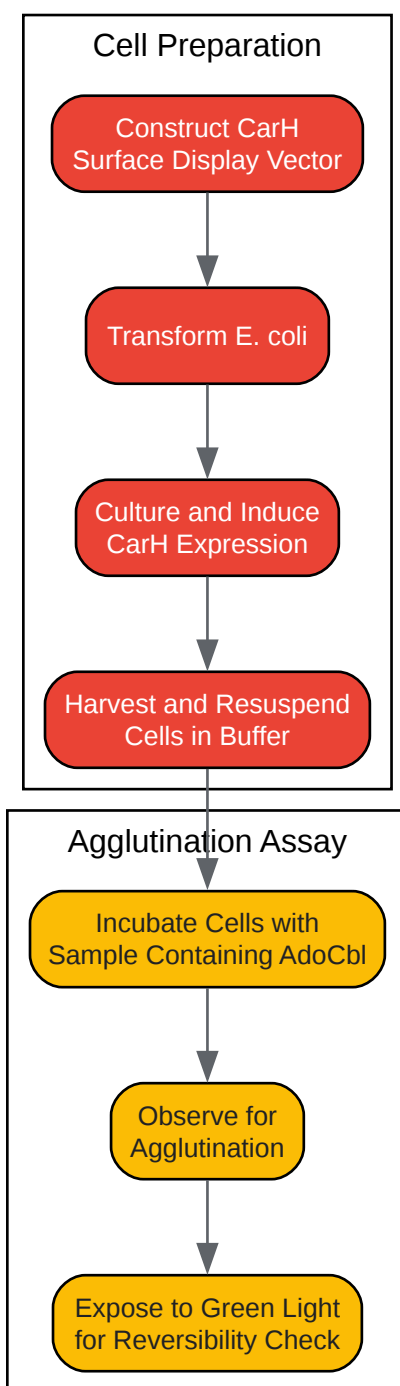 Cell Preparation
Construct CarH
Surface Display Vector
Transform E. coli
Culture and Induce
CarH Expression
Harvest and Resuspend
Cells in Buffer
Agglutination Assay
Incubate Cells with
Sample Containing AdoCbl
Observe for
Agglutination
Expose to Green Light
for Reversibility Check